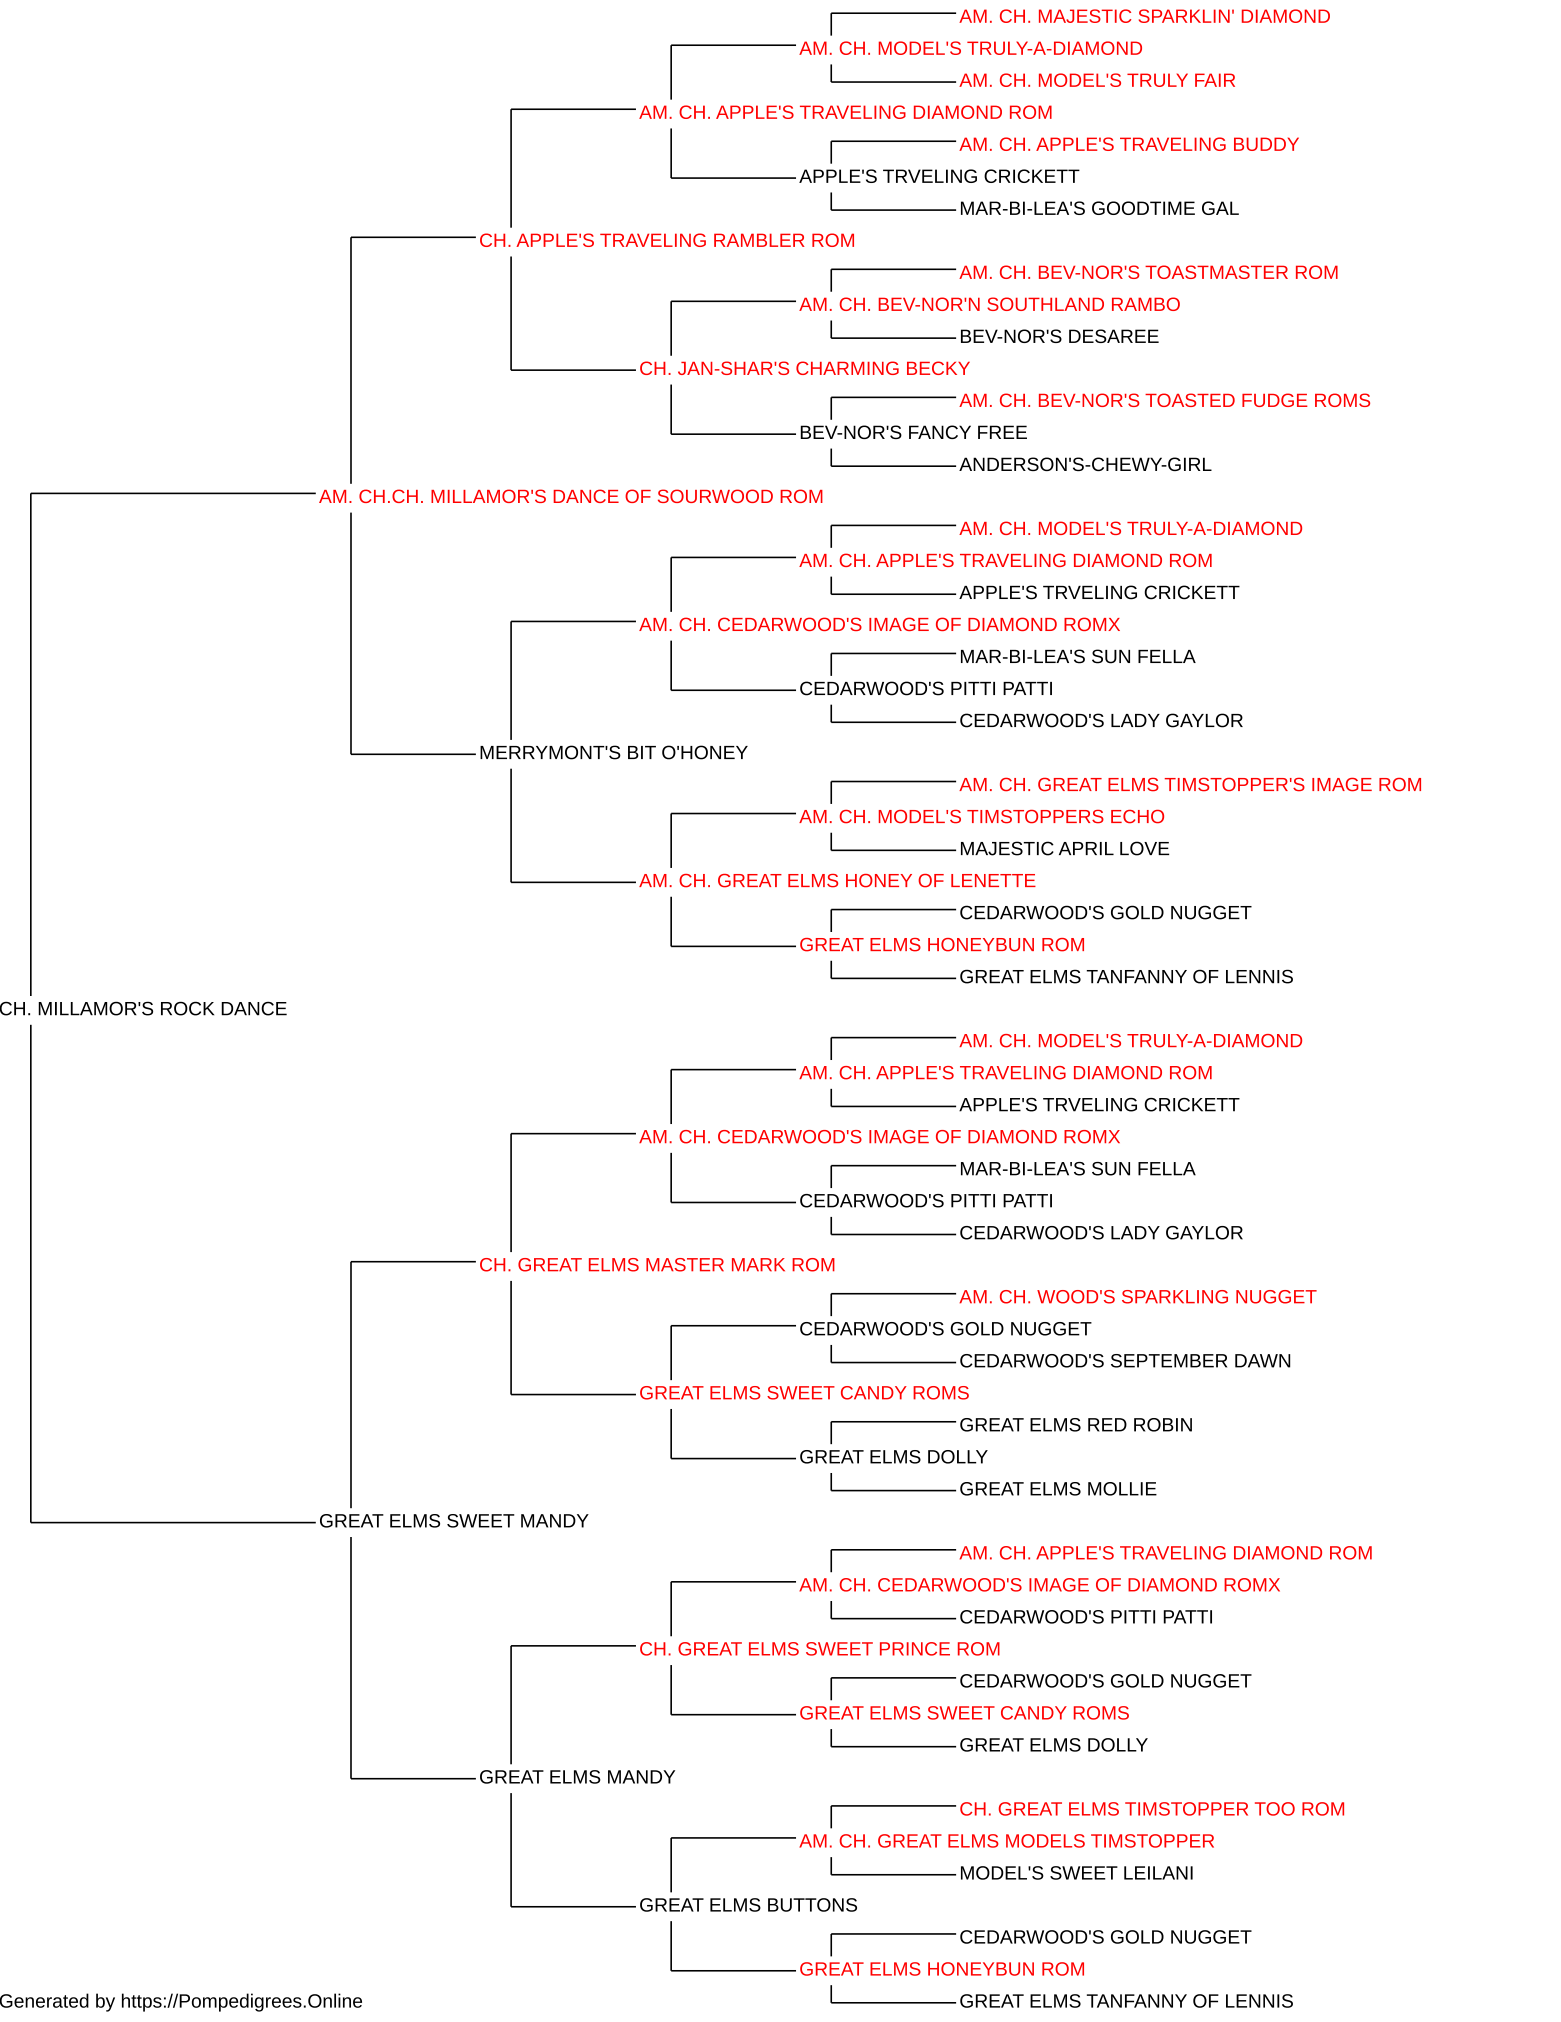 AM. CH. MAJESTIC SPARKLIN' DIAMOND
AM. CH. MODEL'S TRULY-A-DIAMOND
AM. CH. MODEL'S TRULY FAIR
AM. CH. APPLE'S TRAVELING DIAMOND ROM
AM. CH. APPLE'S TRAVELING BUDDY
APPLE'S TRVELING CRICKETT
MAR-BI-LEA'S GOODTIME GAL
CH. APPLE'S TRAVELING RAMBLER ROM
AM. CH. BEV-NOR'S TOASTMASTER ROM
AM. CH. BEV-NOR'N SOUTHLAND RAMBO
BEV-NOR'S DESAREE
CH. JAN-SHAR'S CHARMING BECKY
AM. CH. BEV-NOR'S TOASTED FUDGE ROMS
BEV-NOR'S FANCY FREE
ANDERSON'S-CHEWY-GIRL
AM. CH.CH. MILLAMOR'S DANCE OF SOURWOOD ROM
AM. CH. MODEL'S TRULY-A-DIAMOND
AM. CH. APPLE'S TRAVELING DIAMOND ROM
APPLE'S TRVELING CRICKETT
AM. CH. CEDARWOOD'S IMAGE OF DIAMOND ROMX
MAR-BI-LEA'S SUN FELLA
CEDARWOOD'S PITTI PATTI
CEDARWOOD'S LADY GAYLOR
MERRYMONT'S BIT O'HONEY
AM. CH. GREAT ELMS TIMSTOPPER'S IMAGE ROM
AM. CH. MODEL'S TIMSTOPPERS ECHO
MAJESTIC APRIL LOVE
AM. CH. GREAT ELMS HONEY OF LENETTE
CEDARWOOD'S GOLD NUGGET
GREAT ELMS HONEYBUN ROM
GREAT ELMS TANFANNY OF LENNIS
CH. MILLAMOR'S ROCK DANCE
AM. CH. MODEL'S TRULY-A-DIAMOND
AM. CH. APPLE'S TRAVELING DIAMOND ROM
APPLE'S TRVELING CRICKETT
AM. CH. CEDARWOOD'S IMAGE OF DIAMOND ROMX
MAR-BI-LEA'S SUN FELLA
CEDARWOOD'S PITTI PATTI
CEDARWOOD'S LADY GAYLOR
CH. GREAT ELMS MASTER MARK ROM
AM. CH. WOOD'S SPARKLING NUGGET
CEDARWOOD'S GOLD NUGGET
CEDARWOOD'S SEPTEMBER DAWN
GREAT ELMS SWEET CANDY ROMS
GREAT ELMS RED ROBIN
GREAT ELMS DOLLY
GREAT ELMS MOLLIE
GREAT ELMS SWEET MANDY
AM. CH. APPLE'S TRAVELING DIAMOND ROM
AM. CH. CEDARWOOD'S IMAGE OF DIAMOND ROMX
CEDARWOOD'S PITTI PATTI
CH. GREAT ELMS SWEET PRINCE ROM
CEDARWOOD'S GOLD NUGGET
GREAT ELMS SWEET CANDY ROMS
GREAT ELMS DOLLY
GREAT ELMS MANDY
CH. GREAT ELMS TIMSTOPPER TOO ROM
AM. CH. GREAT ELMS MODELS TIMSTOPPER
MODEL'S SWEET LEILANI
GREAT ELMS BUTTONS
CEDARWOOD'S GOLD NUGGET
GREAT ELMS HONEYBUN ROM
GREAT ELMS TANFANNY OF LENNIS
Generated by https://Pompedigrees.Online